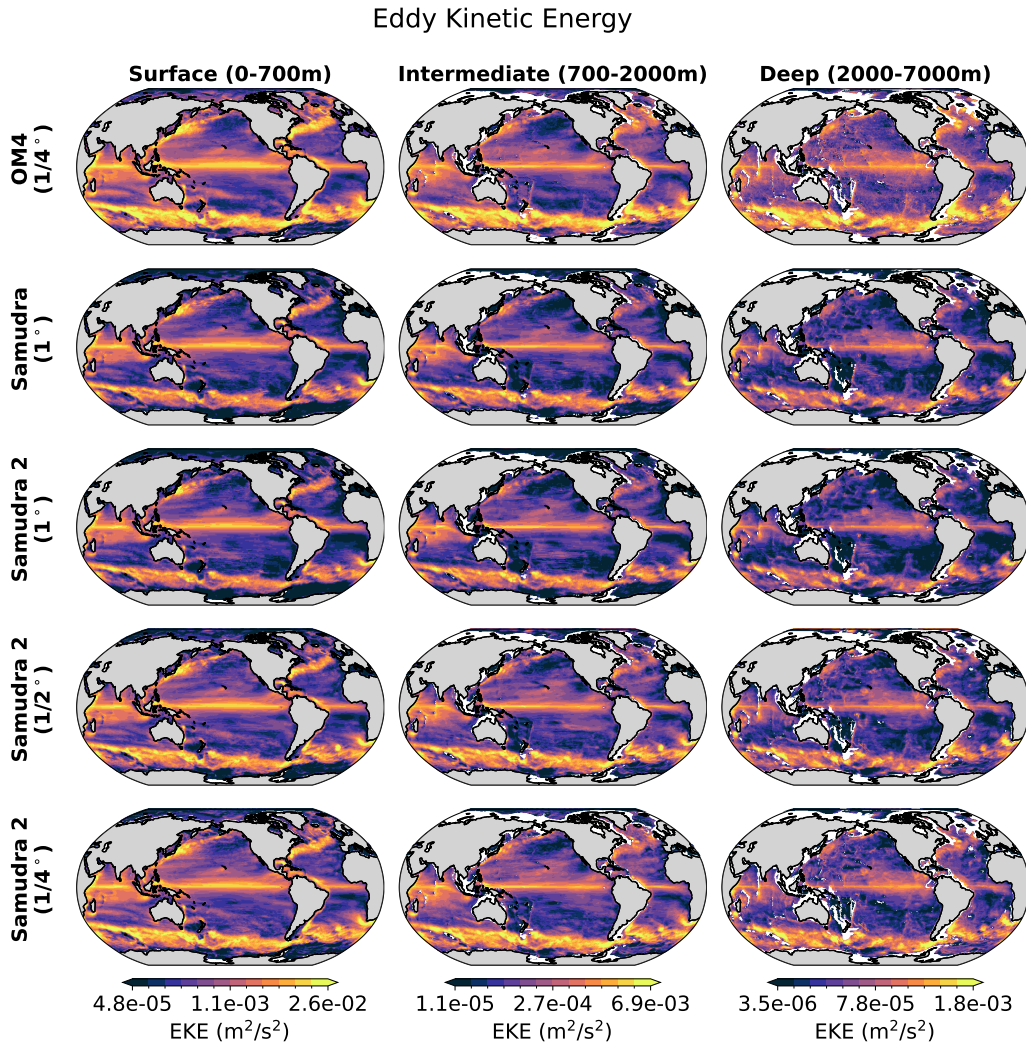 Eddy Kinetic Energy
Surface (0-700m)
Intermediate (700-2000m)
Deep (2000-7000m)
OM4
(1/4°)
Samudra
(1°)
Samudra 2
(1°)
Samudra 2
(1/2°)
Samudra 2
(1/4°)
4.8e-05 1.1e-03 2.6e-02
EKE (m²/s²)
1.1e-05 2.7e-04 6.9e-03
EKE (m²/s²)
3.5e-06 7.8e-05 1.8e-03
EKE (m²/s²)